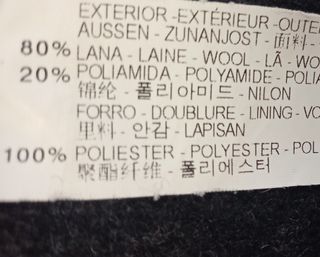 EXTERIOR - EXTÉRIEUR - OUTE
AUSSEN - ZUNANJOST - 面料 -
80% LANA - LAINE - WOOL - LÃ - WO
20% POLIAMIDA - POLYAMIDE - POLIA
锦纶 - 폴리아미드 - NILON
FORRO - DOUBLURE - LINING - VO
里料 - 안감 - LAPISAN
100% POLIESTER - POLYESTER - POL
聚酯纤维 - 폴리에스터